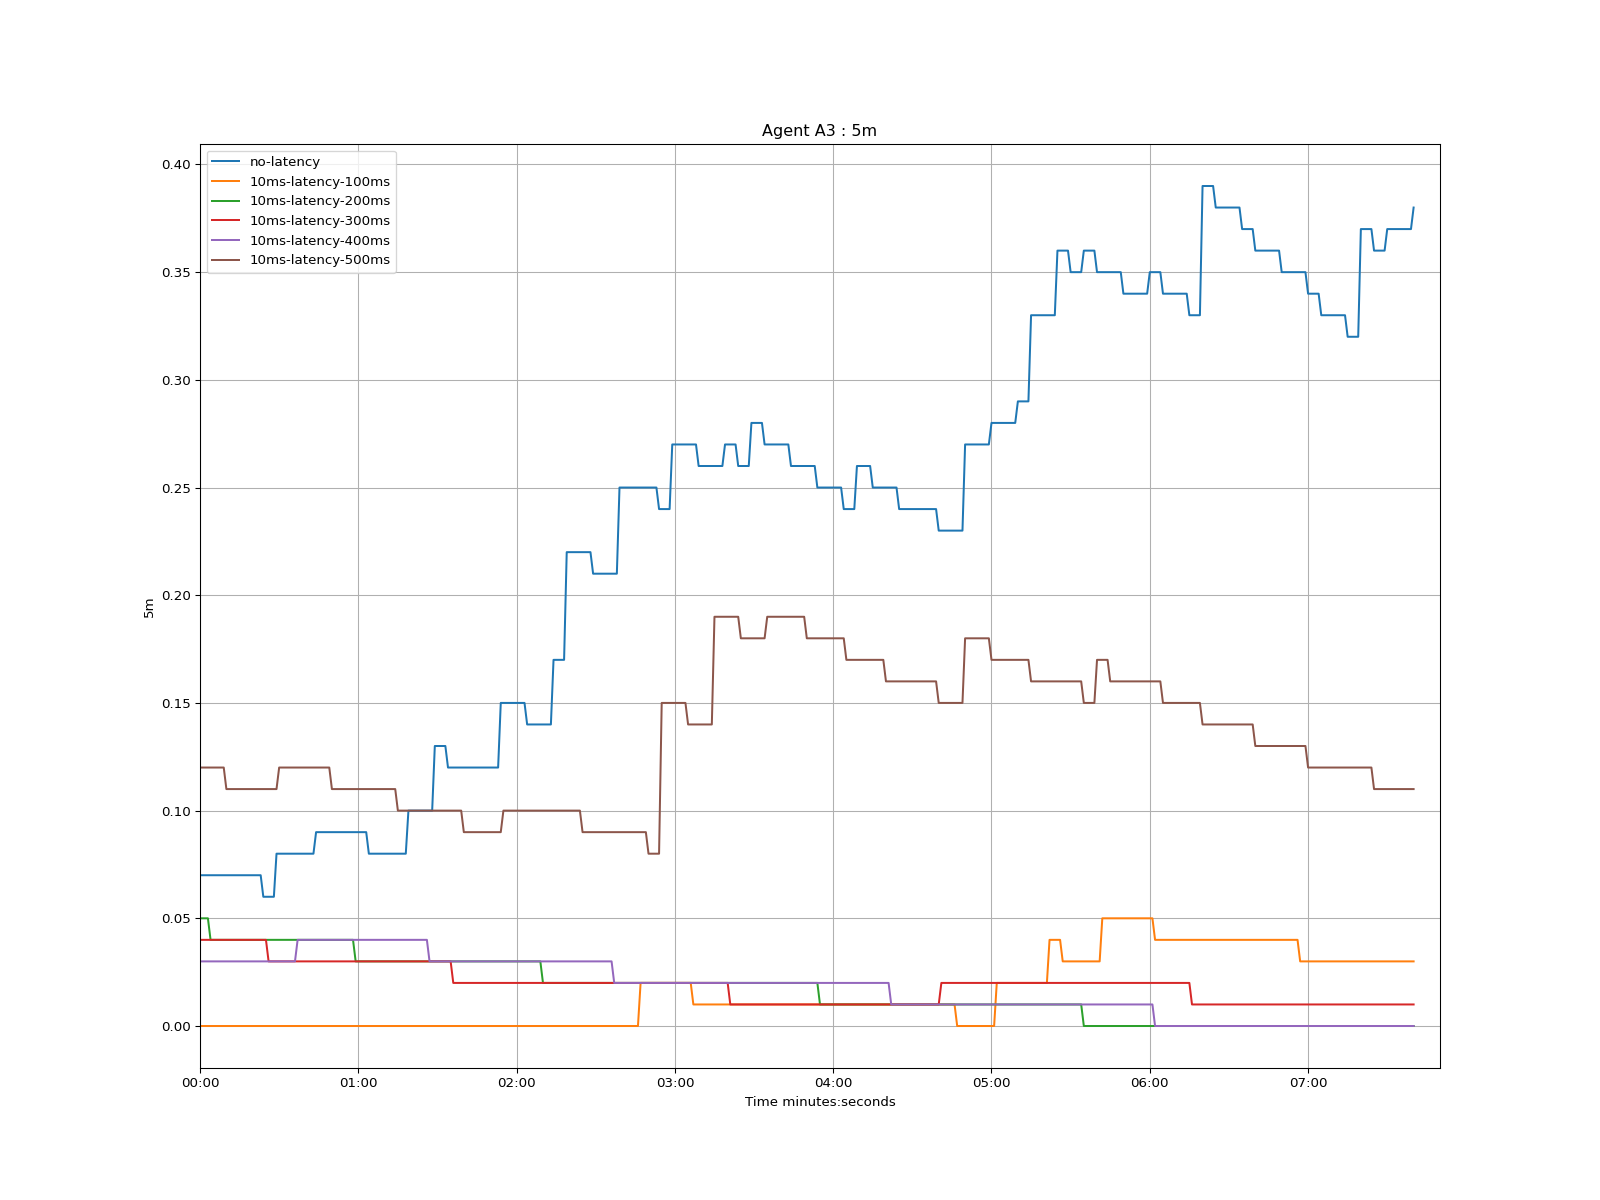 Agent A3 : 5m
no-latency
10ms-latency-100ms
10ms-latency-200ms
10ms-latency-300ms
10ms-latency-400ms
10ms-latency-500ms
0.40
0.35
0.30
0.25
0.20
0.15
0.10
0.05
0.00
5m
00:00 01:00 02:00 03:00 04:00 05:00 06:00 07:00
Time minutes:seconds